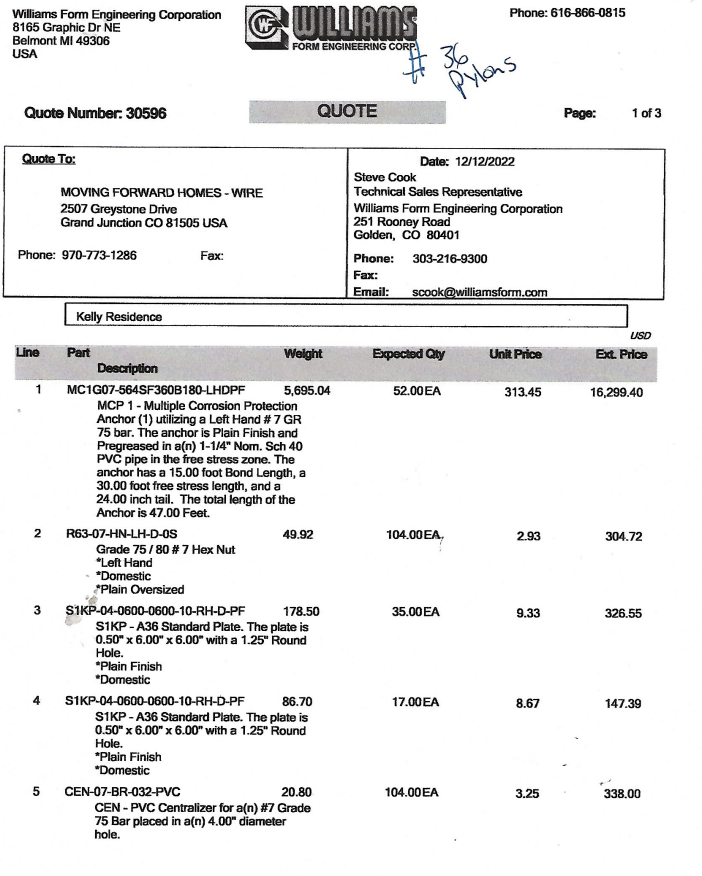 Williams Form Engineering Corporation
8165 Graphic Dr NE
Belmont MI 49306
USA
WILLIAMS
FORM ENGINEERING CORP.
Phone: 616-866-0815
# 36
pylons
Quote Number: 30596
QUOTE
Page: 1 of 3
Quote To:
MOVING FORWARD HOMES - WIRE
2507 Greystone Drive
Grand Junction CO 81505 USA
Phone: 970-773-1286 Fax:
Date: 12/12/2022
Steve Cook
Technical Sales Representative
Williams Form Engineering Corporation
251 Rooney Road
Golden, CO 80401
Phone: 303-216-9300
Fax:
Email: scook@williamsform.com
Kelly Residence
USD
Line Part Weight Expected Qty Unit Price Ext. Price
Description
1 MC1G07-564SF360B180-LHDPF 5,695.04 52.00EA 313.45 16,299.40
MCP 1 - Multiple Corrosion Protection
Anchor (1) utilizing a Left Hand # 7 GR
75 bar. The anchor is Plain Finish and
Pregreased in a(n) 1-1/4" Nom. Sch 40
PVC pipe in the free stress zone. The
anchor has a 15.00 foot Bond Length, a
30.00 foot free stress length, and a
24.00 inch tail. The total length of the
Anchor is 47.00 Feet.
2 R63-07-HN-LH-D-0S 49.92 104.00EA 2.93 304.72
Grade 75 / 80 # 7 Hex Nut
*Left Hand
*Domestic
*Plain Oversized
3 S1KP-04-0600-0600-10-RH-D-PF 178.50 35.00EA 9.33 326.55
S1KP - A36 Standard Plate. The plate is
0.50" x 6.00" x 6.00" with a 1.25" Round
Hole.
*Plain Finish
*Domestic
4 S1KP-04-0600-0600-10-RH-D-PF 86.70 17.00EA 8.67 147.39
S1KP - A36 Standard Plate. The plate is
0.50" x 6.00" x 6.00" with a 1.25" Round
Hole.
*Plain Finish
*Domestic
5 CEN-07-BR-032-PVC 20.80 104.00EA 3.25 338.00
CEN - PVC Centralizer for a(n) #7 Grade
75 Bar placed in a(n) 4.00" diameter
hole.